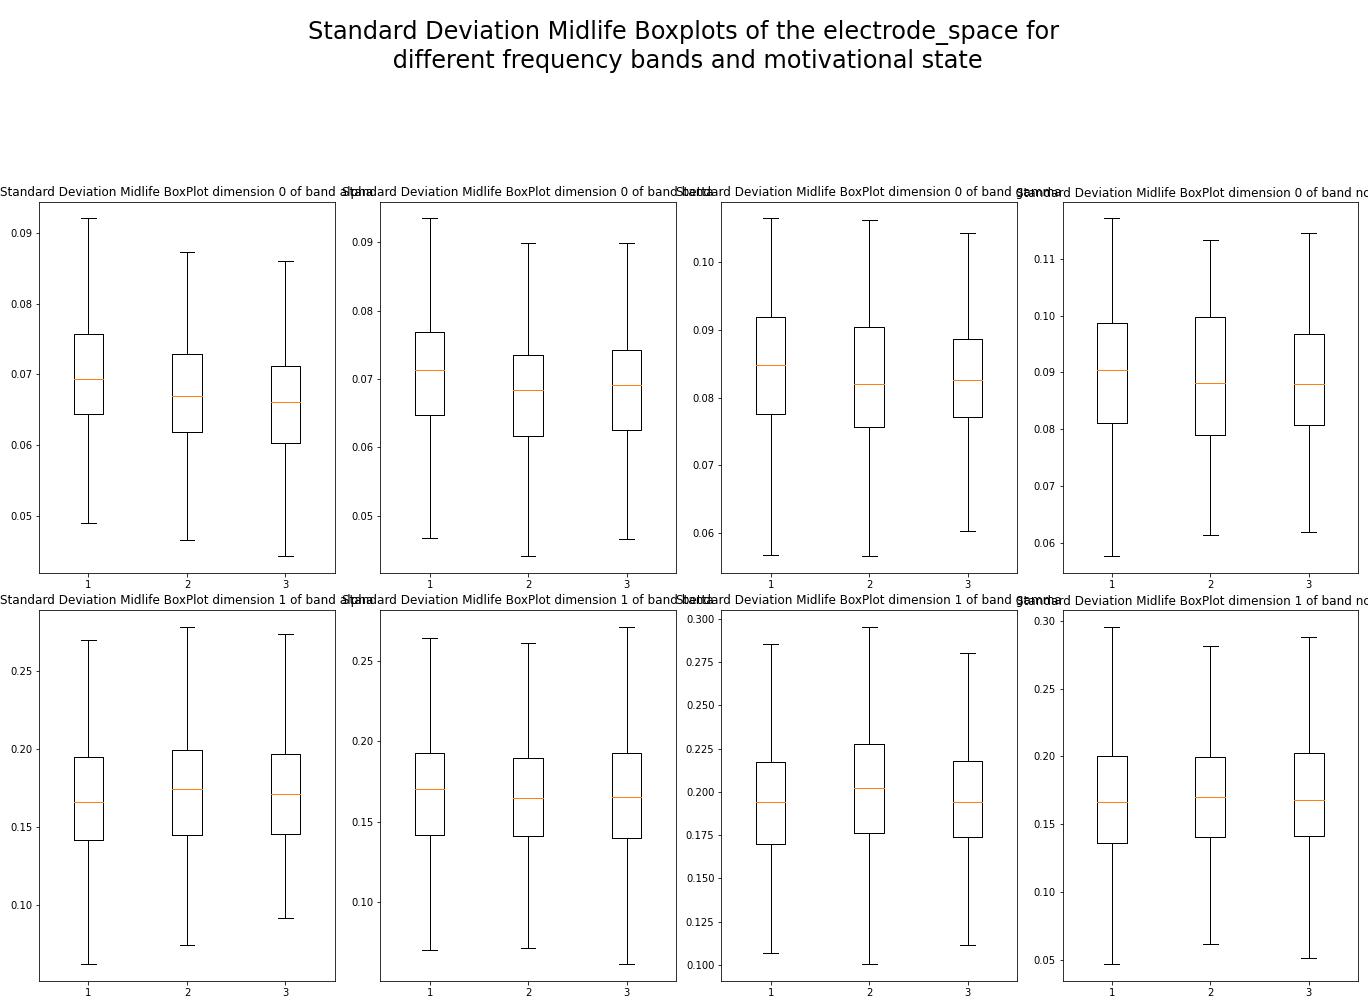 Standard Deviation Midlife Boxplots of the electrode_space for
different frequency bands and motivational state
Standard Deviation Midlife BoxPlot dimension 0 of band alpha
Standard Deviation Midlife BoxPlot dimension 0 of band betta
Standard Deviation Midlife BoxPlot dimension 0 of band gamma
Standard Deviation Midlife BoxPlot dimension 0 of band no
0.09
0.08
0.07
0.06
0.05
1 2 3
0.09
0.08
0.07
0.06
0.05
1 2 3
0.10
0.09
0.08
0.07
0.06
1 2 3
0.11
0.10
0.09
0.08
0.07
0.06
1 2 3
Standard Deviation Midlife BoxPlot dimension 1 of band alpha
Standard Deviation Midlife BoxPlot dimension 1 of band betta
Standard Deviation Midlife BoxPlot dimension 1 of band gamma
Standard Deviation Midlife BoxPlot dimension 1 of band no
0.25
0.20
0.15
0.10
1 2 3
0.25
0.20
0.15
0.10
1 2 3
0.300
0.275
0.250
0.225
0.200
0.175
0.150
0.125
0.100
1 2 3
0.30
0.25
0.20
0.15
0.10
0.05
1 2 3